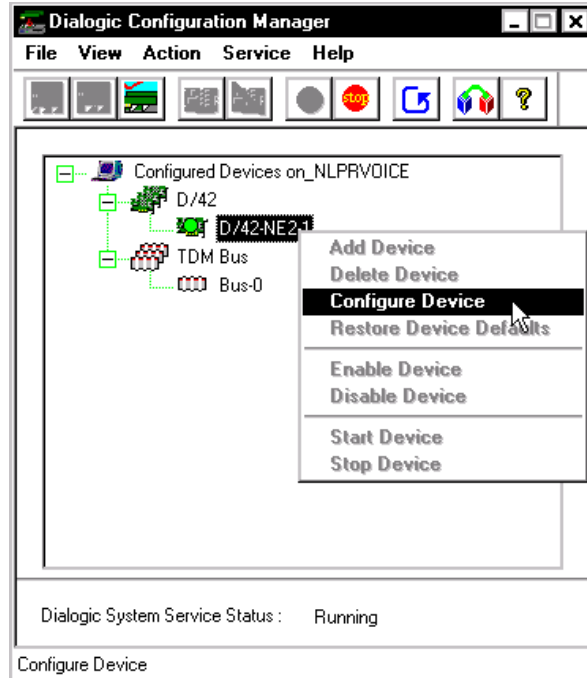 Dialogic Configuration Manager
File View Action Service Help
stop
?
Configured Devices on_NLPRVOICE
D/42
D/42-NE2-1
TDM Bus
Bus-0
Add Device
Delete Device
Configure Device
Restore Device Defaults
Enable Device
Disable Device
Start Device
Stop Device
Dialogic System Service Status : Running
Configure Device